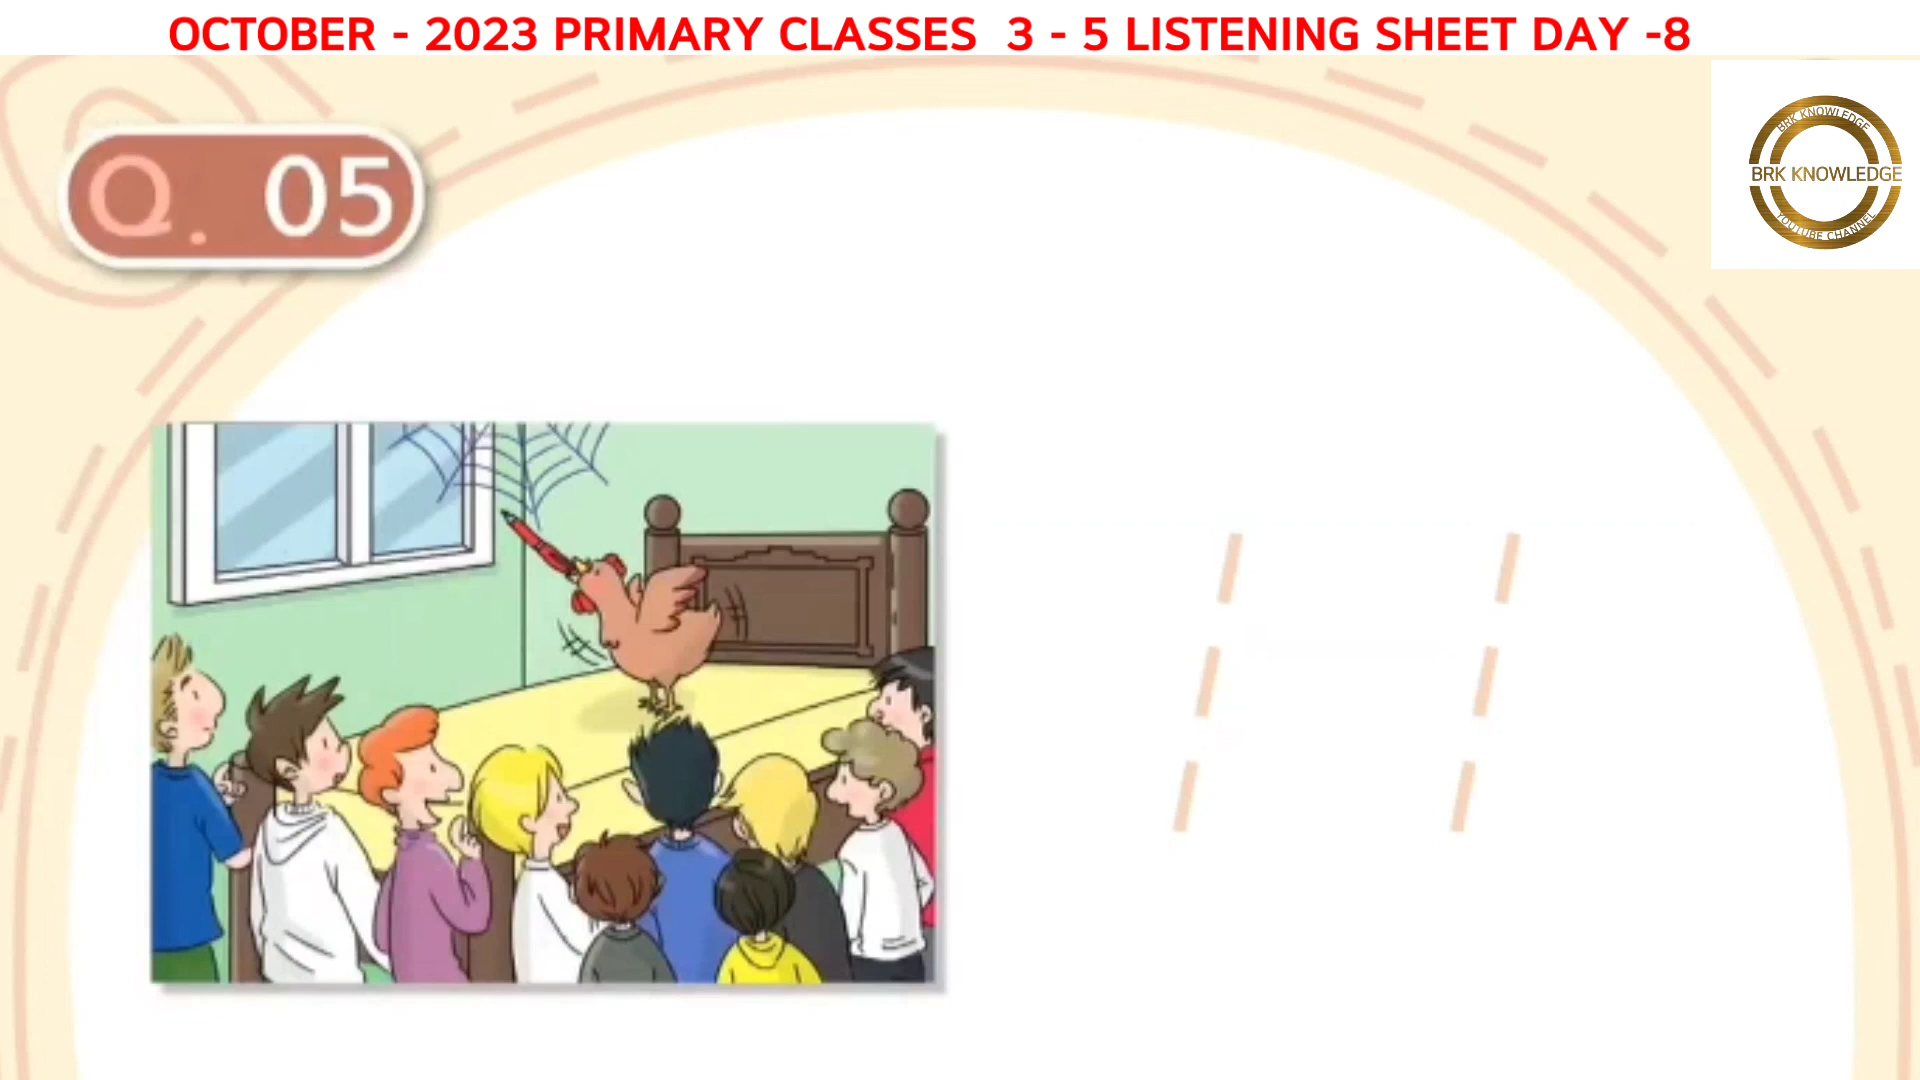 OCTOBER - 2023 PRIMARY CLASSES 3 - 5 LISTENING SHEET DAY -8
Q. 05
BRK KNOWLEDGE
BRK KNOWLEDGE
YOUTUBE CHANNEL